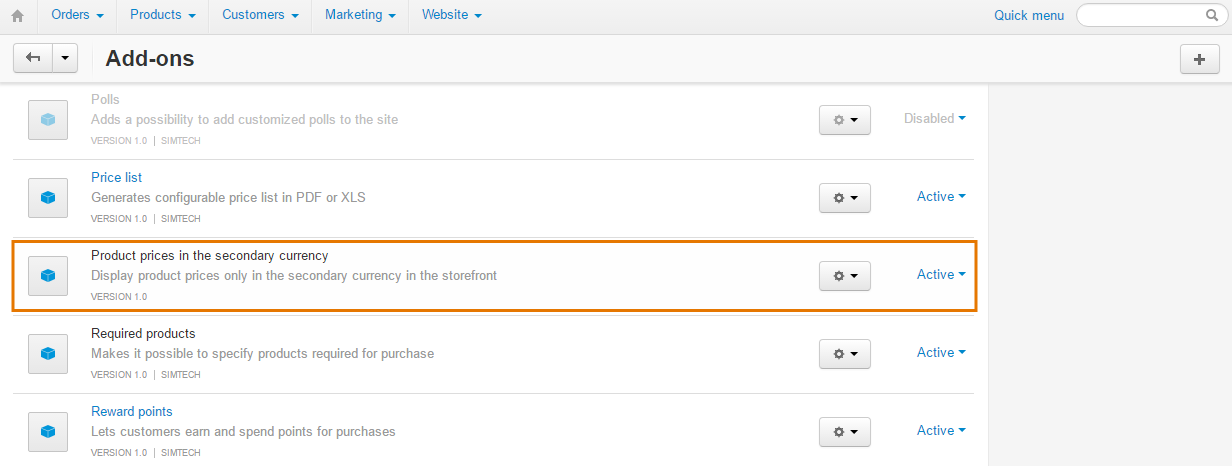 Orders Products Customers Marketing Website Quick menu
Add-ons
Polls
Adds a possibility to add customized polls to the site
VERSION 1.0 | SIMTECH
Disabled
Price list
Generates configurable price list in PDF or XLS
VERSION 1.0 | SIMTECH
Active
Product prices in the secondary currency
Display product prices only in the secondary currency in the storefront
VERSION 1.0
Active
Required products
Makes it possible to specify products required for purchase
VERSION 1.0 | SIMTECH
Active
Reward points
Lets customers earn and spend points for purchases
VERSION 1.0 | SIMTECH
Active